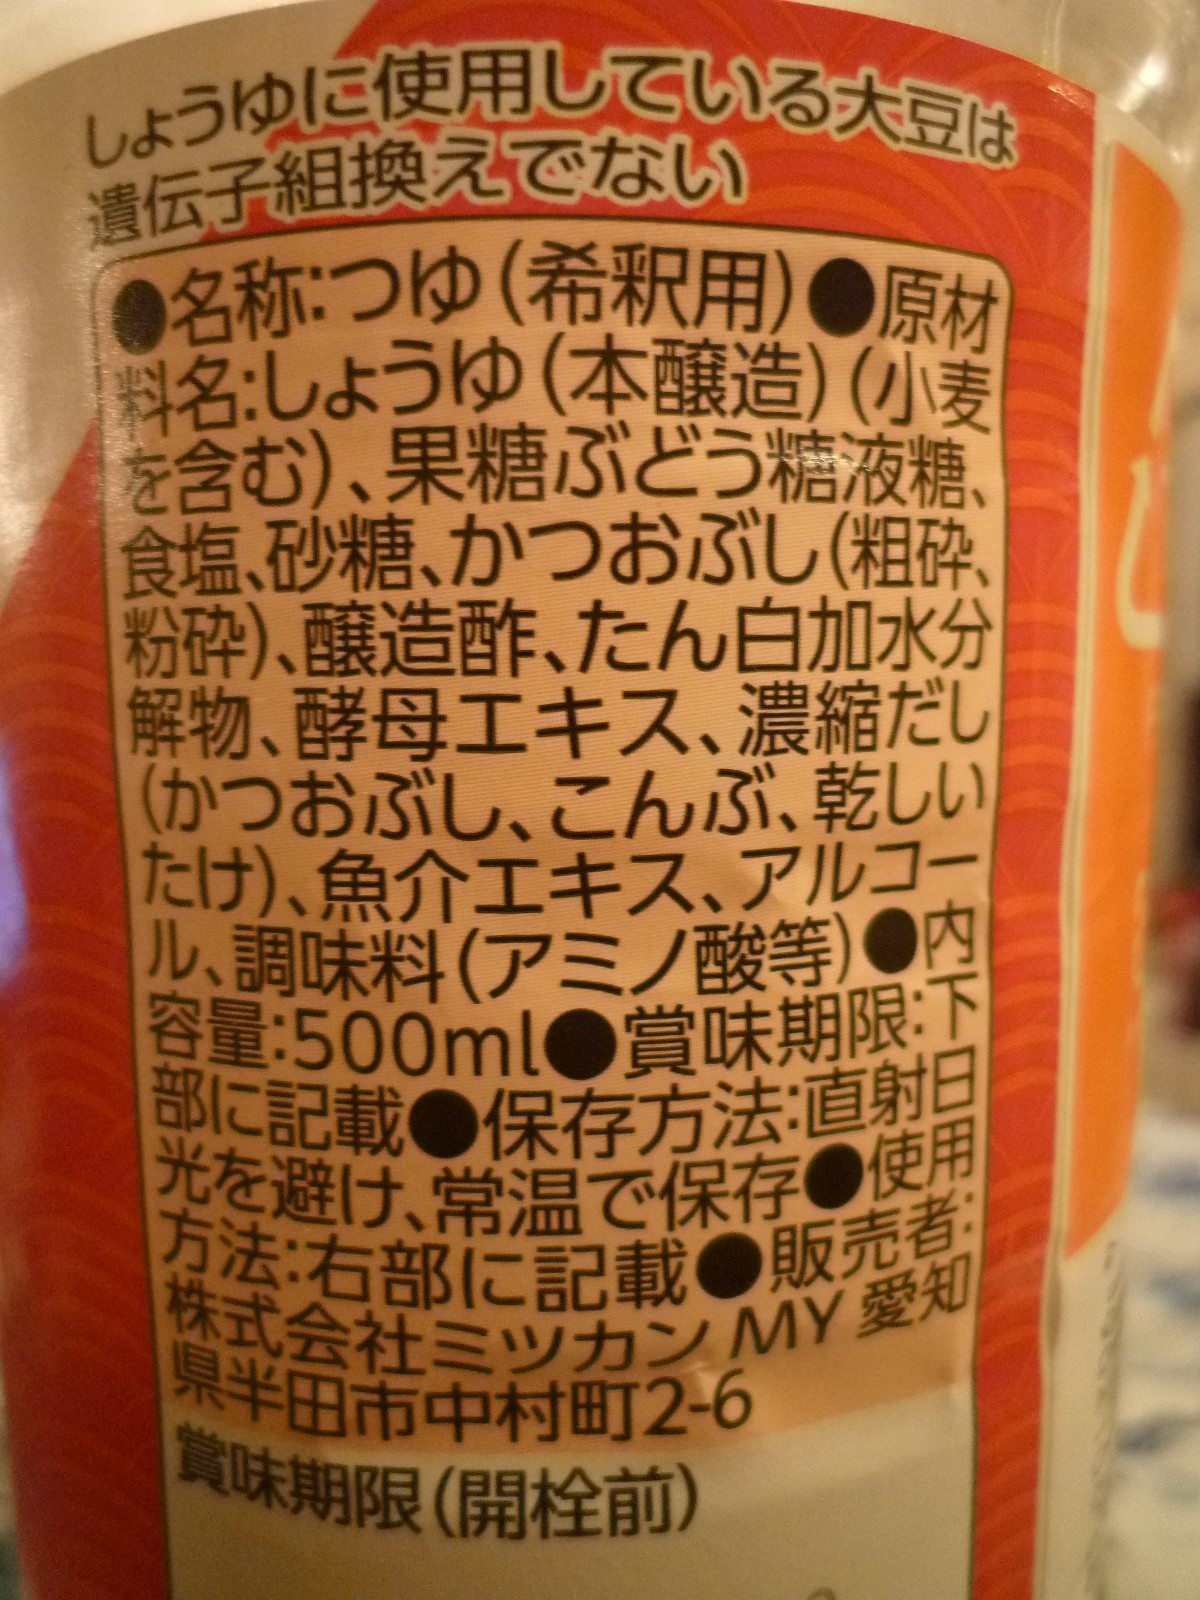 しょうゆに使用している大豆は
遺伝子組換えでない
●名称:つゆ(希釈用)●原材
料名:しょうゆ(本醸造)(小麦
を含む)、果糖ぶどう糖液糖、
食塩、砂糖、かつおぶし(粗砕、
粉砕)、醸造酢、たん白加水分
解物、酵母エキス、濃縮だし
(かつおぶし、こんぶ、乾しい
たけ)、魚介エキス、アルコー
ル、調味料(アミノ酸等)●内
容量:500ml●賞味期限:下
部に記載●保存方法:直射日
光を避け、常温で保存●使用
方法:右部に記載●販売者:
株式会社ミツカン MY 愛知
県半田市中村町2-6
賞味期限(開栓前)